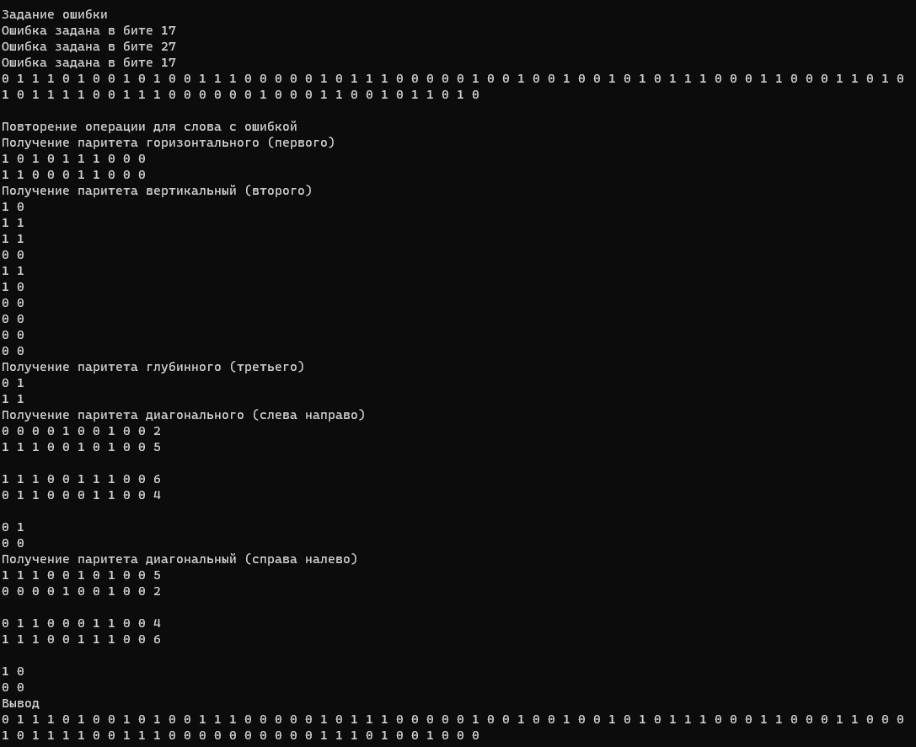 Задание ошибки
Ошибка задана в бите 17
Ошибка задана в бите 27
Ошибка задана в бите 17
0 1 1 1 0 1 0 0 1 0 1 0 0 1 1 1 0 0 0 0 0 1 0 1 1 1 0 0 0 0 0 1 0 0 1 0 0 1 0 0 1 0 1 0 1 1 1 0 0 0 1 1 0 0 0 1 1 0 1 0
1 0 1 1 1 1 0 0 1 1 1 0 0 0 0 0 0 1 0 0 0 1 1 0 0 1 0 1 1 0 1 0
Повторение операции для слова с ошибкой
Получение паритета горизонтального (первого)
1 0 1 0 1 1 1 0 0 0
1 1 0 0 0 1 1 0 0 0
Получение паритета вертикальный (второго)
1 0
1 1
1 1
0 0
1 1
1 0
0 0
0 0
0 0
0 0
Получение паритета глубинного (третьего)
0 1
1 1
Получение паритета диагонального (слева направо)
0 0 0 0 1 0 0 1 0 0 2
1 1 1 0 0 1 0 1 0 0 5
1 1 1 0 0 1 1 1 0 0 6
0 1 1 0 0 0 1 1 0 0 4
0 1
0 0
Получение паритета диагональный (справа налево)
1 1 1 0 0 1 0 1 0 0 5
0 0 0 0 1 0 0 1 0 0 2
0 1 1 0 0 0 1 1 0 0 4
1 1 1 0 0 1 1 1 0 0 6
1 0
0 0
Вывод
0 1 1 1 0 1 0 0 1 0 1 0 0 1 1 1 0 0 0 0 0 1 0 1 1 1 0 0 0 0 0 1 0 0 1 0 0 1 0 0 1 0 1 0 1 1 1 0 0 0 1 1 0 0 0 1 1 0 0 0
1 0 1 1 1 1 0 0 1 1 1 0 0 0 0 0 0 0 0 0 0 1 1 1 0 1 0 0 1 0 0 0